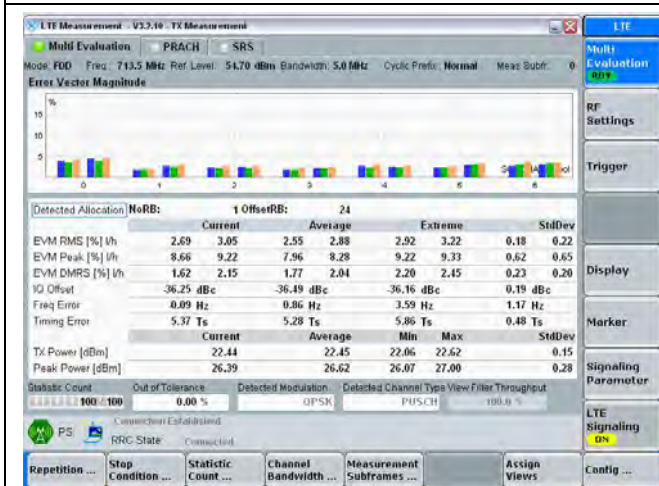 LTE Measurement - V3.2.10 - TX Measurement
LTE
Multi Evaluation PRACH SRS
Multi Evaluation
RDY
Mode: FDD Freq.: 713.5 MHz Ref. Level: 54.70 dBm Bandwidth: 5.0 MHz Cyclic Prefix: Normal Meas Subfr.: 0
Error Vector Magnitude
%
15
10
5
0 1 2 3 4 5 6
RF Settings
Trigger
Detected Allocation NoRB: 1 OffsetRB: 24
Current Average Extreme StdDev
EVM RMS [%] l/h 2.69 3.05 2.55 2.88 2.92 3.22 0.18 0.22
EVM Peak [%] l/h 8.66 9.22 7.96 8.28 9.22 9.33 0.62 0.65
EVM DMRS [%] l/h 1.62 2.15 1.77 2.04 2.20 2.45 0.23 0.20
IQ Offset -36.25 dBc -36.49 dBc -36.16 dBc 0.19 dBc
Freq Error 0.09 Hz 0.86 Hz 3.59 Hz 1.17 Hz
Timing Error 5.37 Ts 5.28 Ts 5.86 Ts 0.48 Ts
Current Average Min Max StdDev
TX Power [dBm] 22.44 22.45 22.06 22.62 0.15
Peak Power [dBm] 26.39 26.62 26.07 27.00 0.28
Display
Marker
Signaling Parameter
Statistic Count Out of Tolerance Detected Modulation Detected Channel Type View Filter Throughput
100 / 100 0.00 % QPSK PUSCH 100.0 %
PS Connection Established
RRC State Connected
LTE Signaling
ON
Repetition ... Stop Condition ... Statistic Count ... Channel Bandwidth ... Measurement Subframes ... Assign Views Config ...